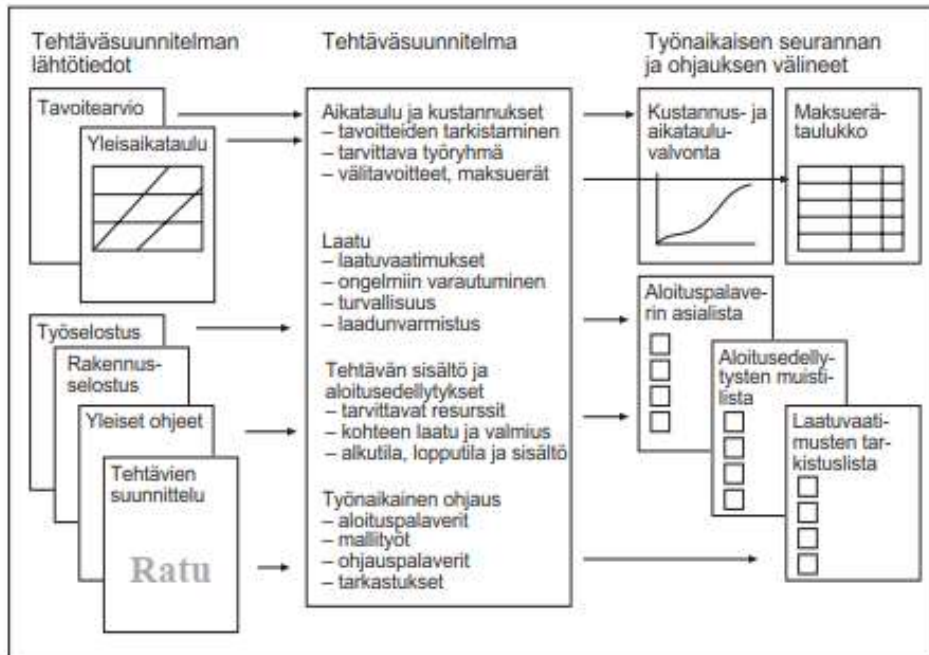 Tehtäväsuunnitelman
lähtötiedot
Tavoitearvio
Yleisaikataulu
Työselostus
Rakennus-
selostus
Yleiset ohjeet
Tehtävien
suunnittelu
Ratu
Tehtäväsuunnitelma
Aikataulu ja kustannukset
– tavoitteiden tarkistaminen
– tarvittava työryhmä
– välitavoitteet, maksuerät
Laatu
– laatuvaatimukset
– ongelmiin varautuminen
– turvallisuus
– laadunvarmistus
Tehtävän sisältö ja
aloitusedellytykset
– tarvittavat resurssit
– kohteen laatu ja valmius
– alkutila, lopputila ja sisältö
Työnaikainen ohjaus
– aloituspalaverit
– mallityöt
– ohjauspalaverit
– tarkastukset
Työnaikaisen seurannan
ja ohjauksen välineet
Kustannus- ja
aikataulu-
valvonta
Maksuerä-
taulukko
Aloituspalave-
rin asialista
Aloitusedelly-
tysten muisti-
lista
Laatuvaati-
musten tar-
kistuslista